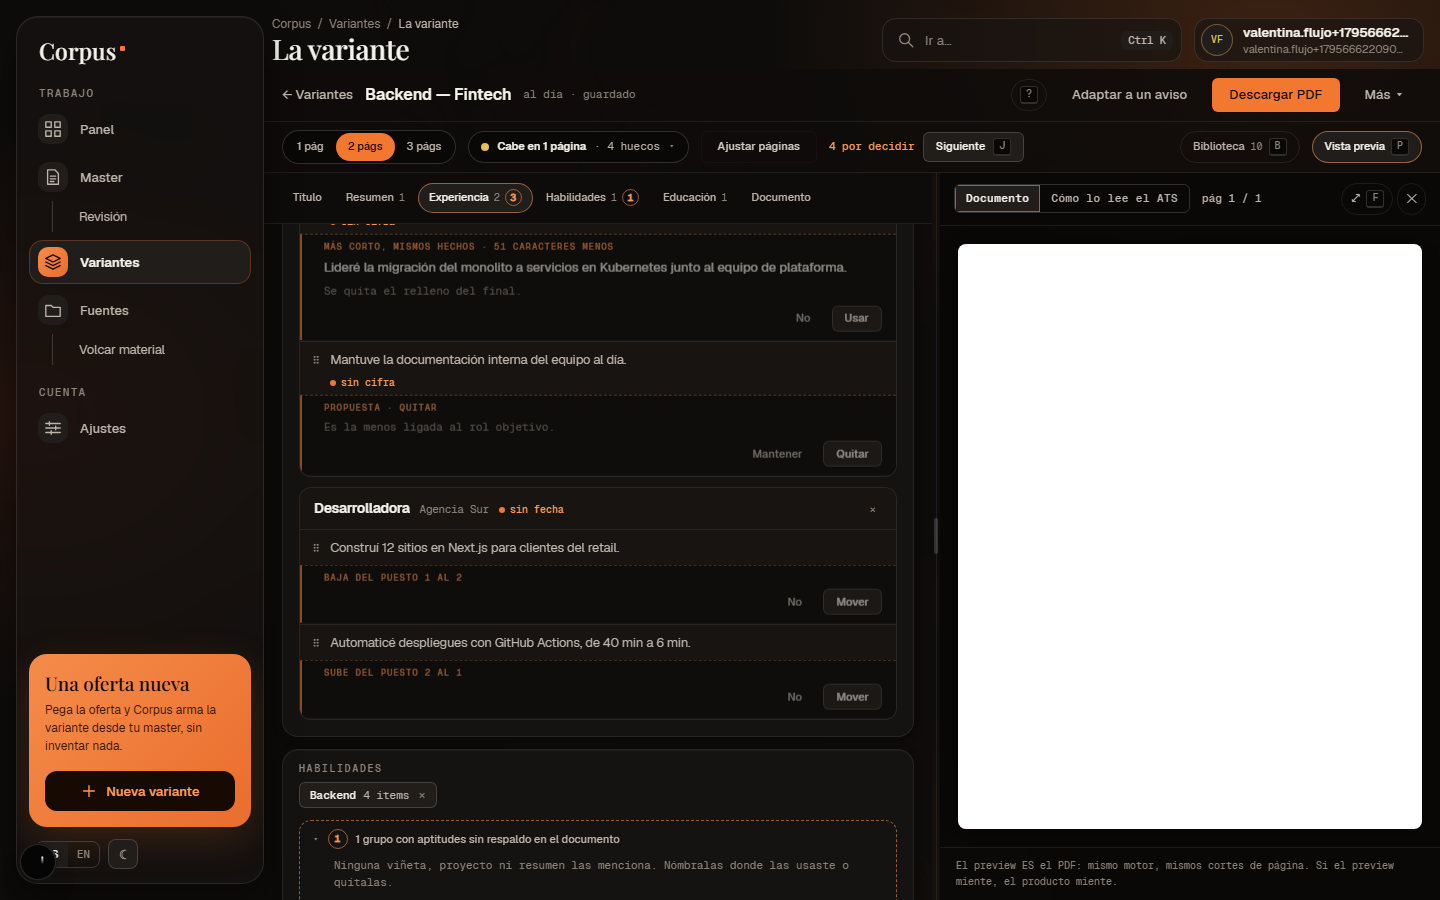 Corpus
TRABAJO
Panel
Master
Revisión
Variantes
Fuentes
Volcar material
CUENTA
Ajustes
Una oferta nueva
Pega la oferta y Corpus arma la
variante desde tu master, sin
inventar nada.
Nueva variante
EN
Corpus / Variantes / La variante
La variante
Ir a...
Ctrl K
VF
valentina.flujo+17956662...
valentina.flujo+179566622090...
← Variantes
Backend — Fintech
al día · guardado
?
Adaptar a un aviso
Descargar PDF
Más
1 pág
2 págs
3 págs
Cabe en 1 página · 4 huecos
Ajustar páginas
4 por decidir
Siguiente J
Biblioteca 10 B
Vista previa P
Título
Resumen 1
Experiencia 2 3
Habilidades 1 1
Educación 1
Documento
sin cifra
MÁS CORTO, MISMOS HECHOS · 51 CARACTERES MENOS
Lideré la migración del monolito a servicios en Kubernetes junto al equipo de plataforma.
Se quita el relleno del final.
No
Usar
Mantuve la documentación interna del equipo al día.
sin cifra
PROPUESTA · QUITAR
Es la menos ligada al rol objetivo.
Mantener
Quitar
Desarrolladora Agencia Sur sin fecha ×
Construí 12 sitios en Next.js para clientes del retail.
BAJA DEL PUESTO 1 AL 2
No
Mover
Automaticé despliegues con GitHub Actions, de 40 min a 6 min.
SUBE DEL PUESTO 2 AL 1
No
Mover
HABILIDADES
Backend 4 items ×
1 1 grupo con aptitudes sin respaldo en el documento
Ninguna viñeta, proyecto ni resumen las menciona. Nómbralas donde las usaste o
quítalas.
Documento
Cómo lo lee el ATS
pág 1 / 1
F
El preview ES el PDF: mismo motor, mismos cortes de página. Si el preview
miente, el producto miente.